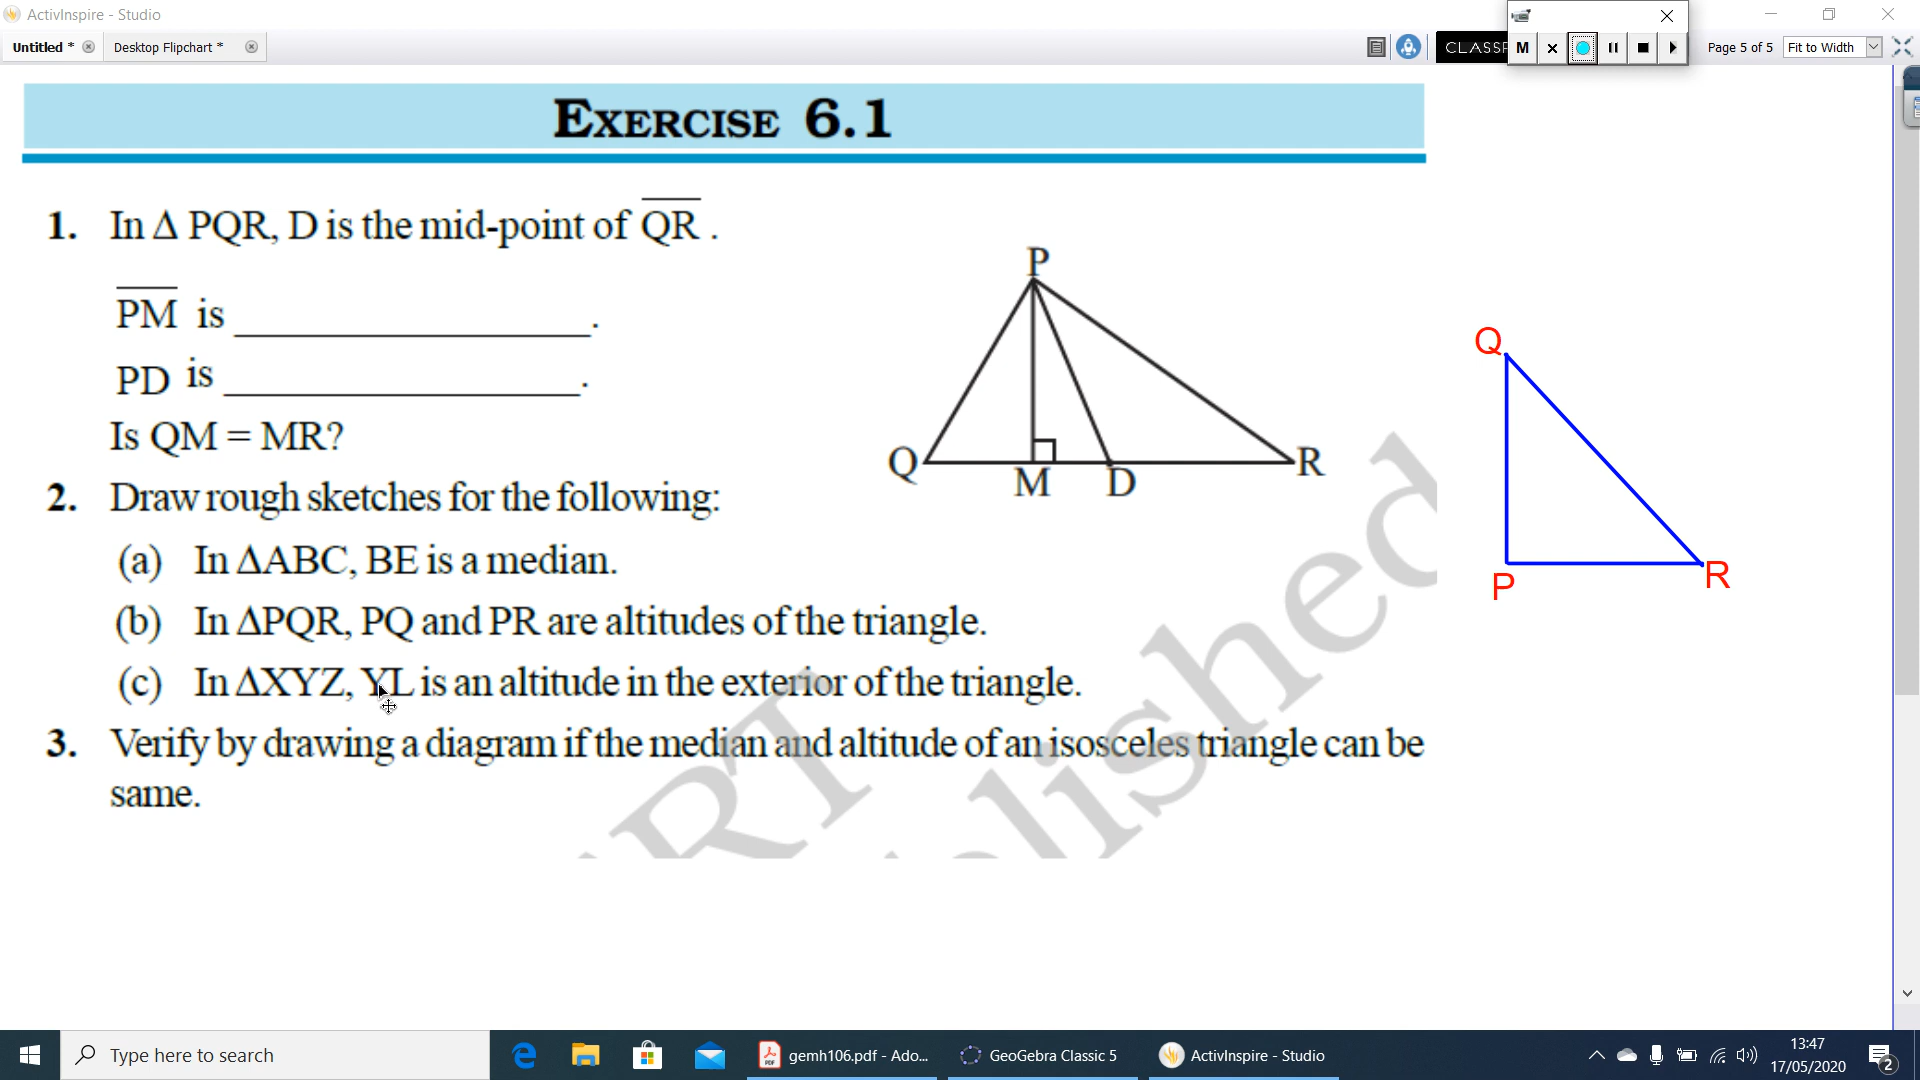 ActivInspire - Studio
Untitled *
Desktop Flipchart *
CLASSF
M
Page 5 of 5
Fit to Width
EXERCISE 6.1
1. In Δ PQR, D is the mid-point of QR .
PM is ____________________.
PD is ____________________.
Is QM = MR?
P
Q
M
D
R
Q
P
R
2. Draw rough sketches for the following:
(a) In ΔABC, BE is a median.
(b) In ΔPQR, PQ and PR are altitudes of the triangle.
(c) In ΔXYZ, YL is an altitude in the exterior of the triangle.
3. Verify by drawing a diagram if the median and altitude of an isosceles triangle can be
same.
Type here to search
gemh106.pdf - Ado...
GeoGebra Classic 5
ActivInspire - Studio
13:47
17/05/2020
2